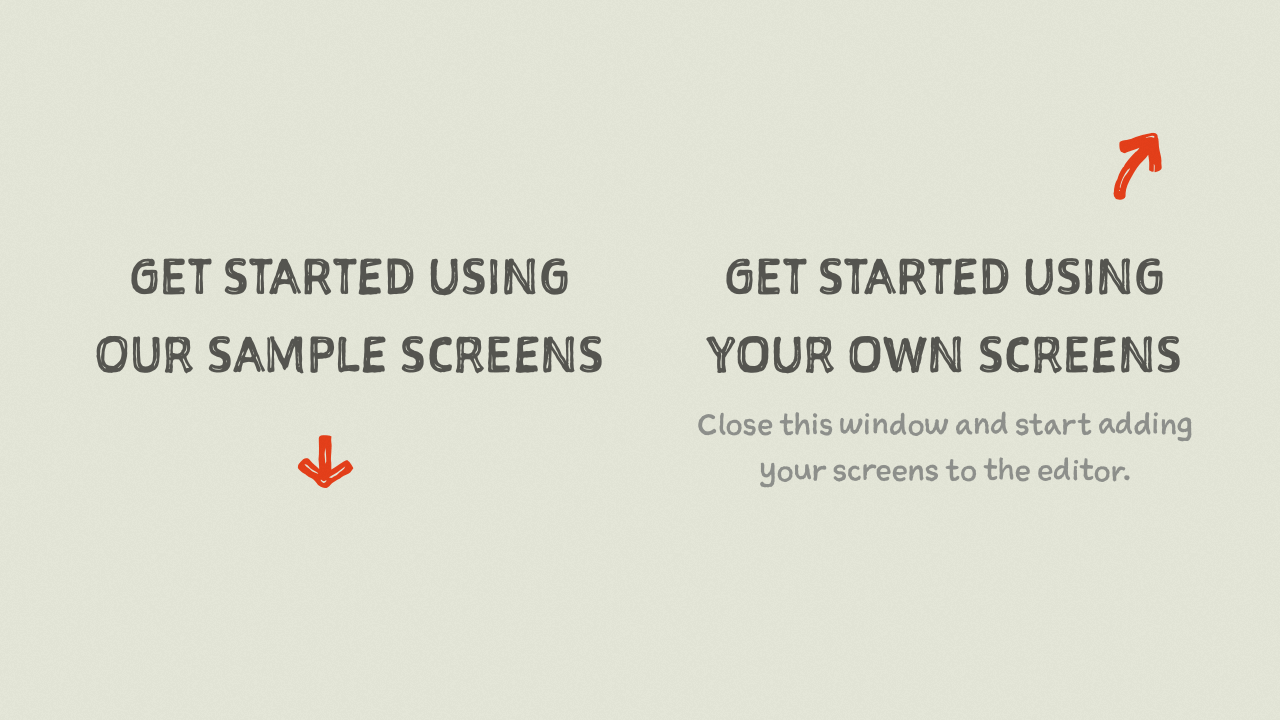 GET STARTED USING
OUR SAMPLE SCREENS
GET STARTED USING
YOUR OWN SCREENS
Close this window and start adding
your screens to the editor.